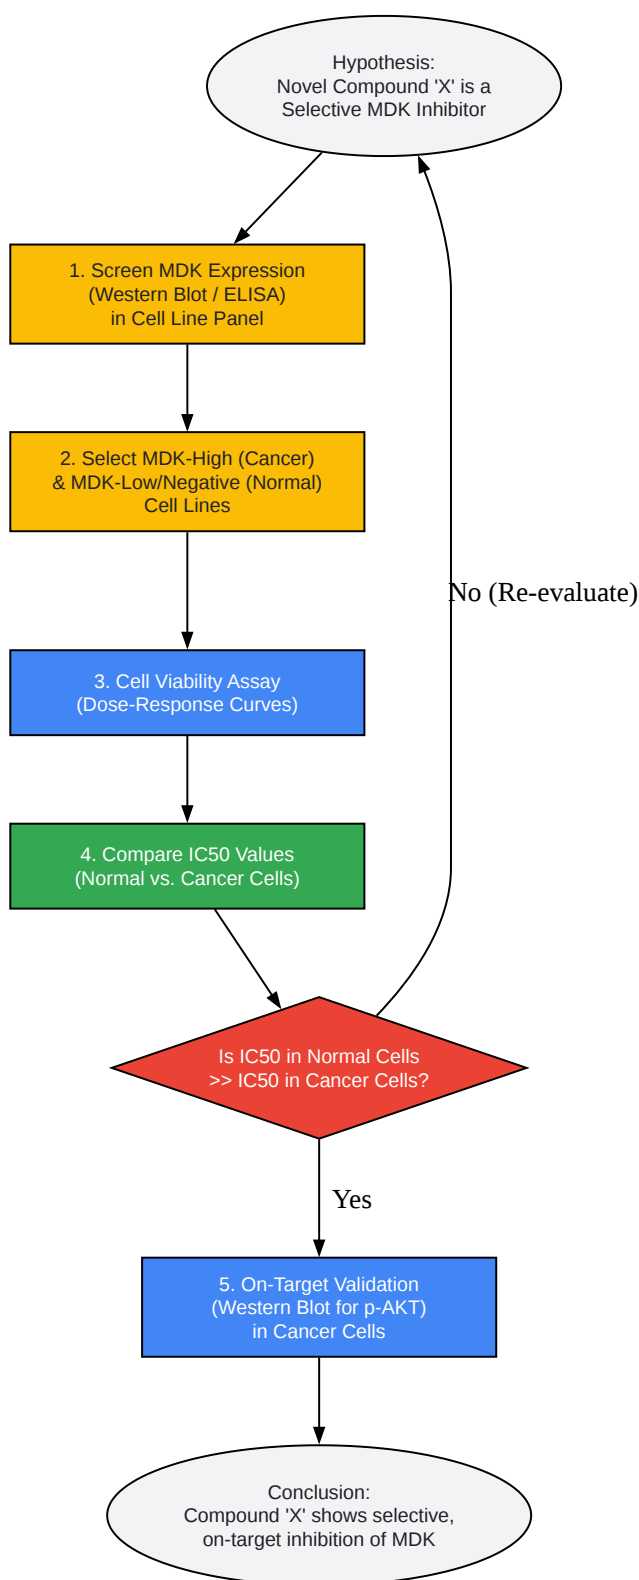 Hypothesis:
Novel Compound 'X' is a
Selective MDK Inhibitor
1. Screen MDK Expression
(Western Blot / ELISA)
in Cell Line Panel
2. Select MDK-High (Cancer)
& MDK-Low/Negative (Normal)
Cell Lines
No (Re-evaluate)
3. Cell Viability Assay
(Dose-Response Curves)
4. Compare IC50 Values
(Normal vs. Cancer Cells)
Is IC50 in Normal Cells
>> IC50 in Cancer Cells?
Yes
5. On-Target Validation
(Western Blot for p-AKT)
in Cancer Cells
Conclusion:
Compound 'X' shows selective,
on-target inhibition of MDK